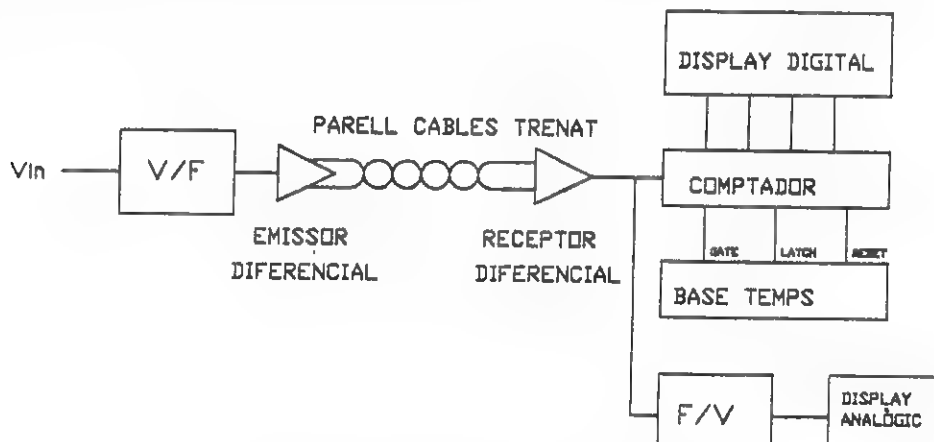 DISPLAY DIGITAL
PARELL CABLES TRENAT
VIn
V/F
COMPTADOR
EMISSOR
DIFERENCIAL
RECEPTOR
DIFERENCIAL
GATE
LATCH
RESET
BASE TEMPS
F/V
DISPLAY
ANALÒGIC